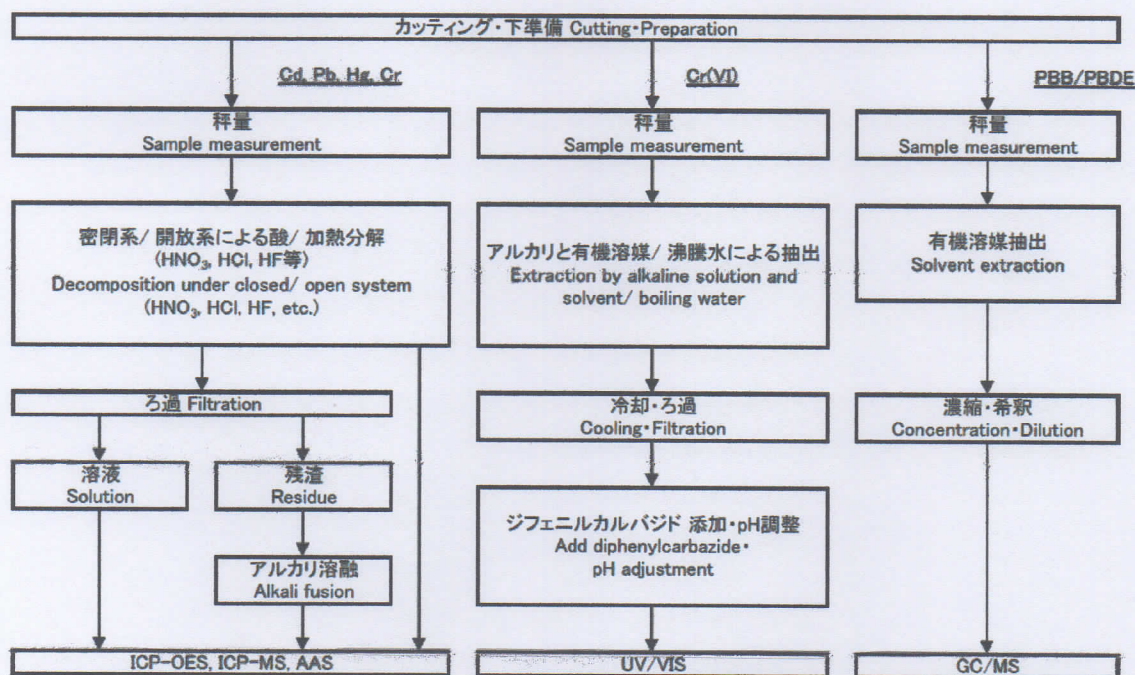 カッティング・下準備 Cutting・Preparation
Cd, Pb, Hg, Cr
秤量
Sample measurement
密閉系/ 開放系による酸/ 加熱分解
(HNO₃, HCl, HF等)
Decomposition under closed/ open system
(HNO₃, HCl, HF, etc.)
ろ過 Filtration
溶液
Solution
残渣
Residue
アルカリ溶融
Alkali fusion
ICP-OES, ICP-MS, AAS
Cr(VI)
秤量
Sample measurement
アルカリと有機溶媒/ 沸騰水による抽出
Extraction by alkaline solution and
solvent/ boiling water
冷却・ろ過
Cooling・Filtration
ジフェニルカルバジド 添加・pH調整
Add diphenylcarbazide・
pH adjustment
UV/VIS
PBB/PBDE
秤量
Sample measurement
有機溶媒抽出
Solvent extraction
濃縮・希釈
Concentration・Dilution
GC/MS